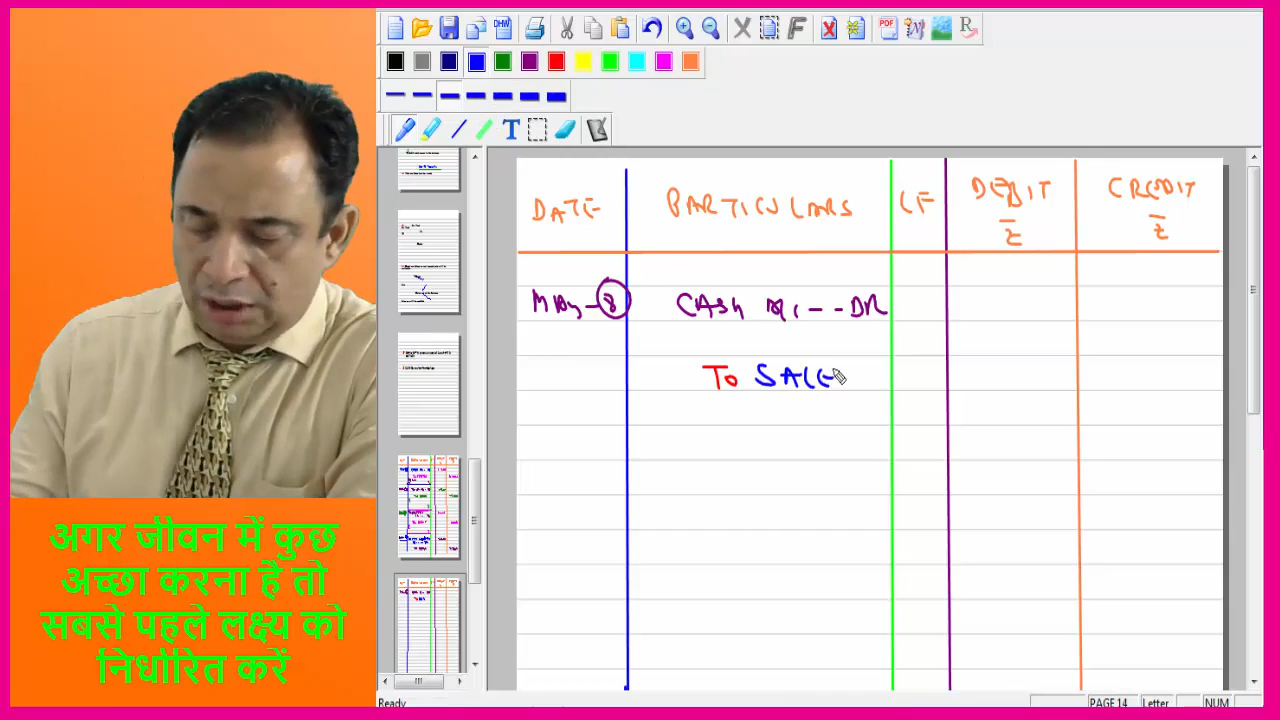 DATE PARTICULARS LF DEBIT CREDIT
₹ ₹
MAy-8 CASH A/C -- DR
To SALE
अगर जीवन में कुछ
अच्छा करना है तो
सबसे पहले लक्ष्य को
निर्धारित करें
Ready PAGE 14 Letter NUM